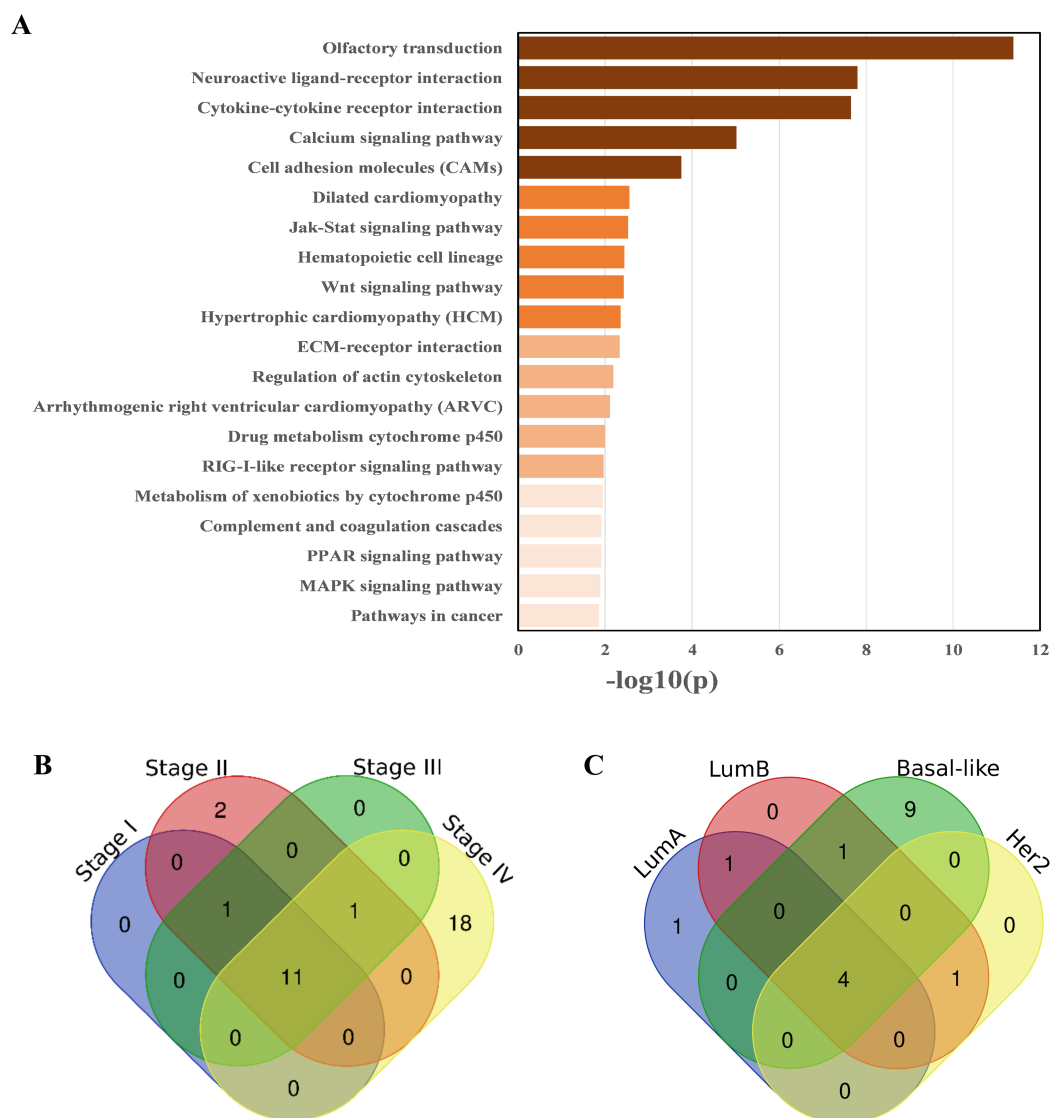 A
Olfactory transduction
Neuroactive ligand-receptor interaction
Cytokine-cytokine receptor interaction
Calcium signaling pathway
Cell adhesion molecules (CAMs)
Dilated cardiomyopathy
Jak-Stat signaling pathway
Hematopoietic cell lineage
Wnt signaling pathway
Hypertrophic cardiomyopathy (HCM)
ECM-receptor interaction
Regulation of actin cytoskeleton
Arrhythmogenic right ventricular cardiomyopathy (ARVC)
Drug metabolism cytochrome p450
RIG-I-like receptor signaling pathway
Metabolism of xenobiotics by cytochrome p450
Complement and coagulation cascades
PPAR signaling pathway
MAPK signaling pathway
Pathways in cancer
0 2 4 6 8 10 12
-log10(p)
B
Stage I
Stage II
Stage III
Stage IV
2 0
0 0 0
0 1 1 18
0 11 0
0 0
0
C
LumA
LumB
Basal-like
Her2
0 9
1 1 0
1 0 0 0
0 4 1
0 0
0